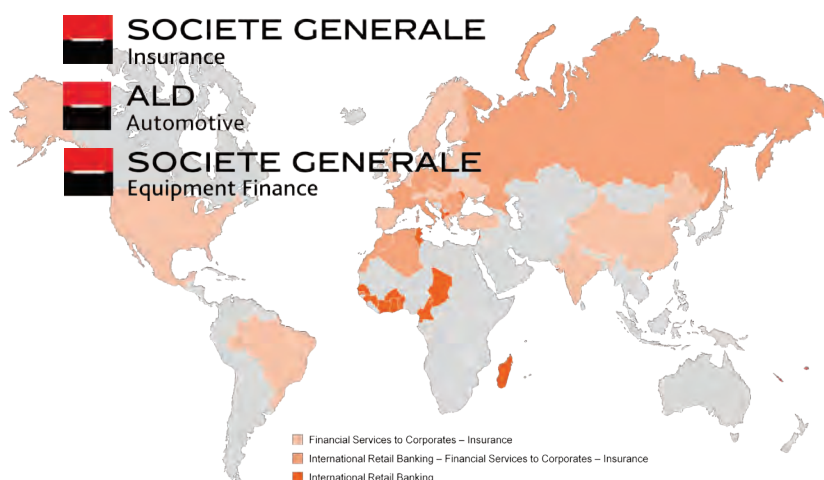 SOCIETE GENERALE
Insurance
ALD
Automotive
SOCIETE GENERALE
Equipment Finance
Financial Services to Corporates – Insurance
International Retail Banking – Financial Services to Corporates – Insurance
International Retail Banking